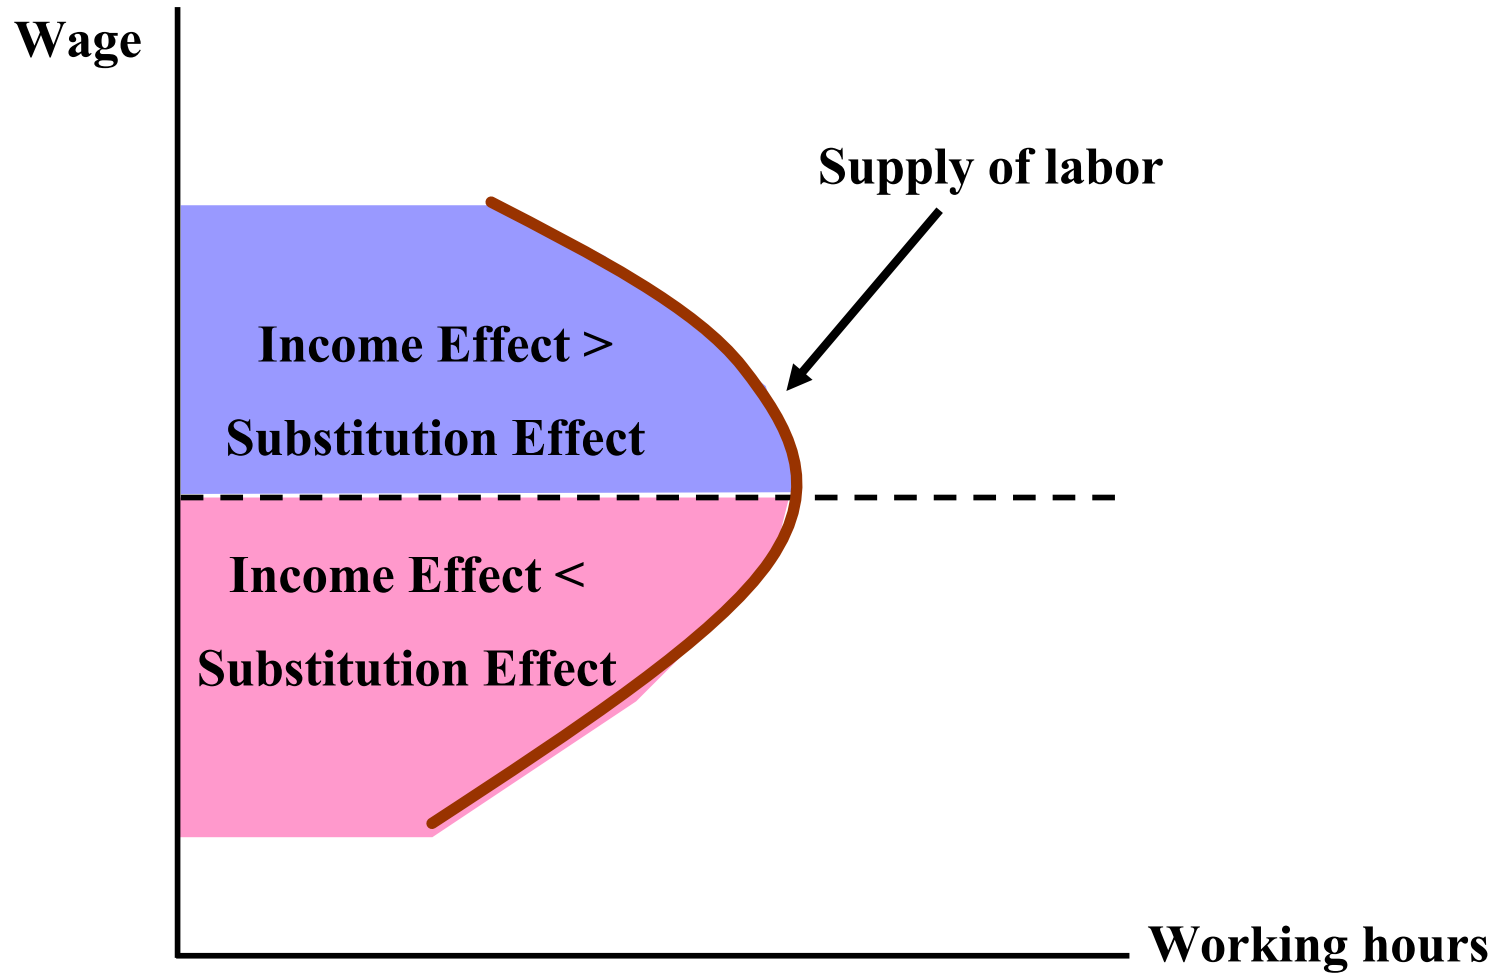 Wage
Supply of labor
Income Effect >
Substitution Effect
Income Effect <
Substitution Effect
Working hours